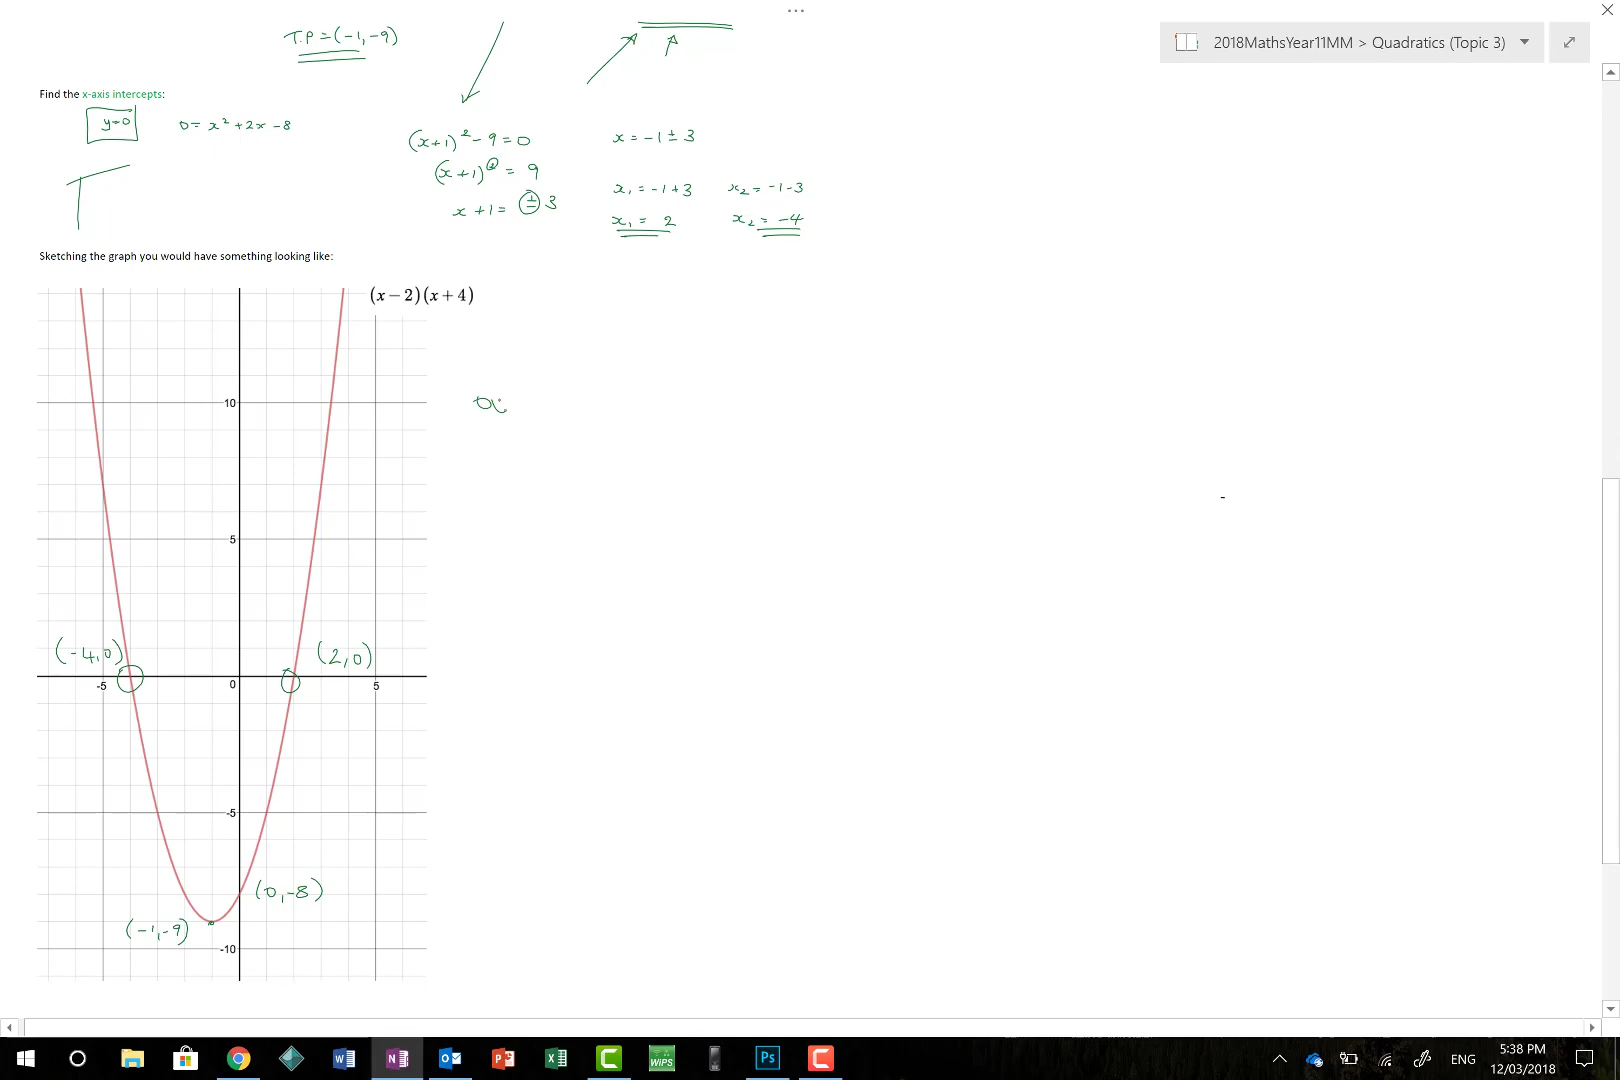 ...
2018MathsYear11MM > Quadratics (Topic 3)
T.P = (-1, -9)
Find the x-axis intercepts:
y=0
0 = x² + 2x - 8
(x+1)² - 9 = 0
(x+1)² = 9
x + 1 = ± 3
x = -1 ± 3
x₁ = -1 + 3
x₂ = -1 - 3
x₁ = 2
x₂ = -4
Sketching the graph you would have something looking like:
(x − 2)(x + 4)
10
5
(-4, 0)
(2, 0)
-5
0
5
-5
(0, -8)
(-1, -9)
-10
-
WiPS
Ps
ENG
5:38 PM
12/03/2018